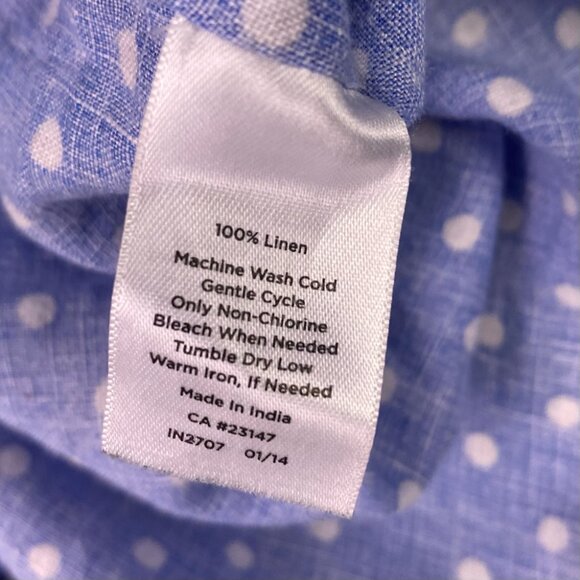 100% Linen
Machine Wash Cold
Gentle Cycle
Only Non-Chlorine
Bleach When Needed
Tumble Dry Low
Warm Iron, If Needed
Made In India
CA #23147
IN2707 01/14